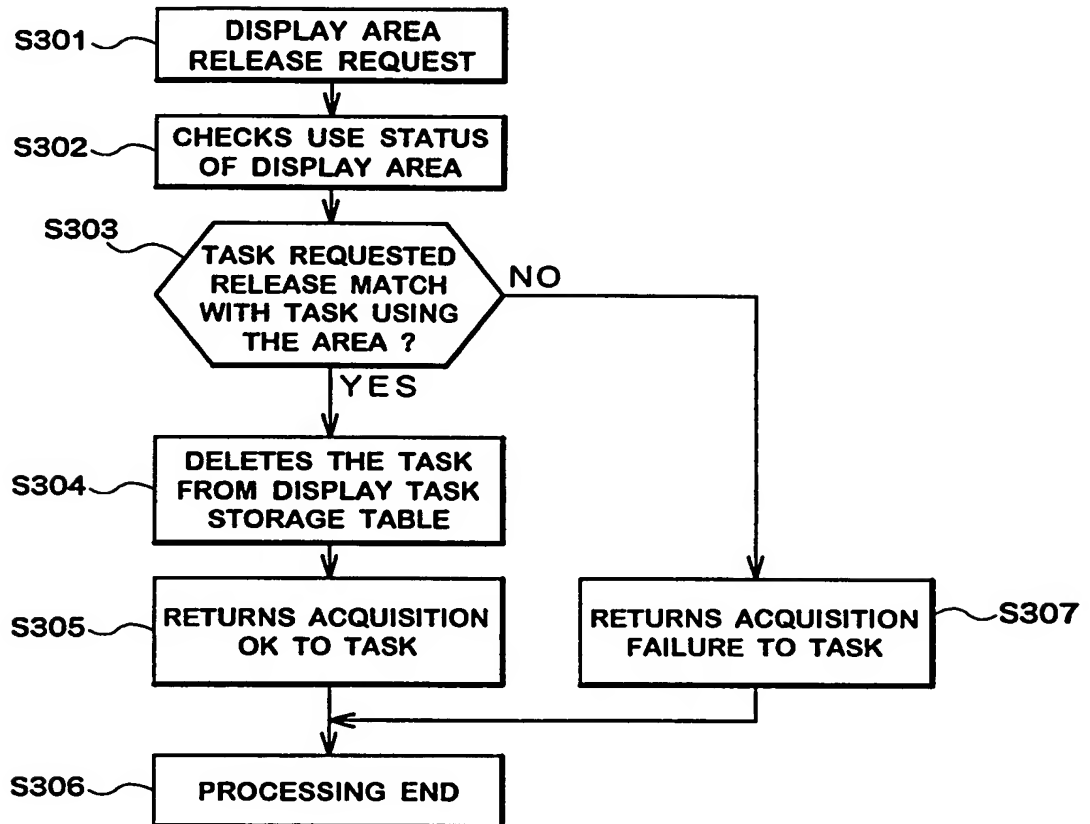 S301
DISPLAY AREA
RELEASE REQUEST
S302
CHECKS USE STATUS
OF DISPLAY AREA
S303
TASK REQUESTED
RELEASE MATCH
WITH TASK USING
THE AREA ?
NO
YES
S304
DELETES THE TASK
FROM DISPLAY TASK
STORAGE TABLE
S305
RETURNS ACQUISITION
OK TO TASK
RETURNS ACQUISITION
FAILURE TO TASK
S307
S306
PROCESSING END